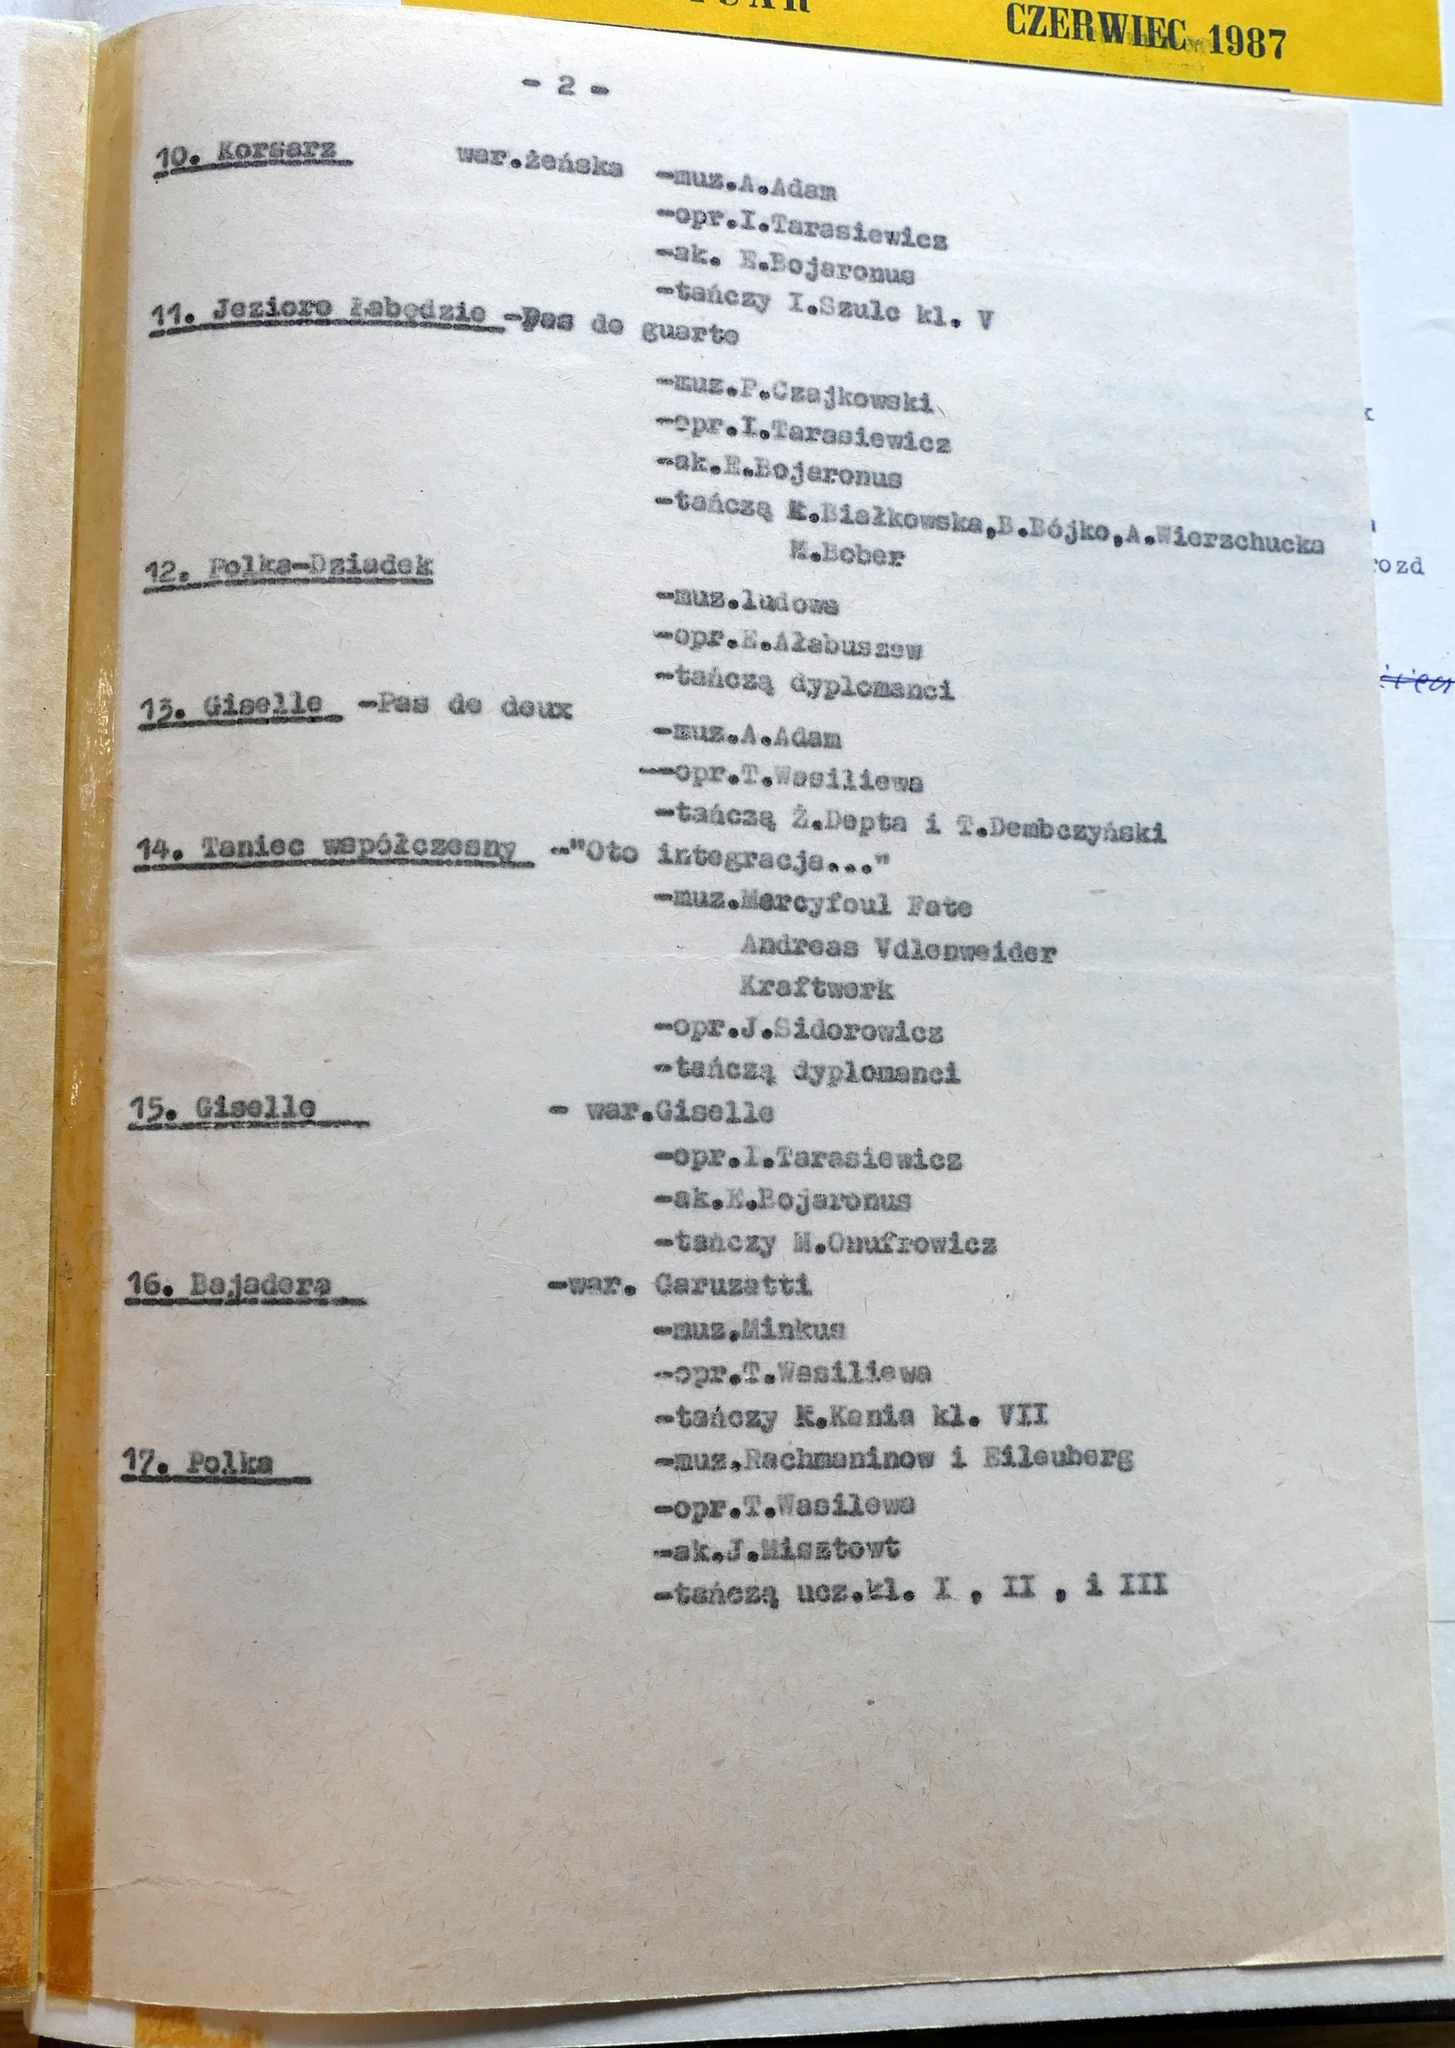 CZERWIEC 1987
- 2 -
10. Korsarz war.żeńska -muz.A.Adam
-opr.I.Tarasiewicz
-ak. E.Bojaronus
-tańczy I.Szulc kl. V
11. Jezioro Łabędzie -Pas de guarte
-muz.P.Czajkowski
-opr.I.Tarasiewicz
-ak.E.Bojaronus
-tańczą K.Białkowska,B.Bójko,A.Wierzchucka
M.Bober
12. Polka-Dziadek
-muz.ludowa
-opr.E.Ałabuszew
-tańczą dyplomanci
13. Giselle -Pas de deux
-muz.A.Adam
-opr.T.Wasiliewa
-tańczą Ż.Depta i T.Dembczyński
14. Taniec współczesny -"Oto integracja..."
-muz.Mercyfoul Fate
Andreas Vdlenweider
Kraftwerk
-opr.J.Sidorowicz
-tańczą dyplomanci
15. Giselle - war.Giselle
-opr.I.Tarasiewicz
-ak.E.Bojaronus
-tańczy M.Onufrowicz
16. Bajadera -war. Garuzatti
-muz.Minkus
-opr.T.Wasiliewa
-tańczy K.Kania kl. VII
17. Polka -muz.Rachmaninow i Eileuberg
-opr.T.Wasilewa
-ak.J.Misztowt
-tańczą ucz.kl. I , II , i III